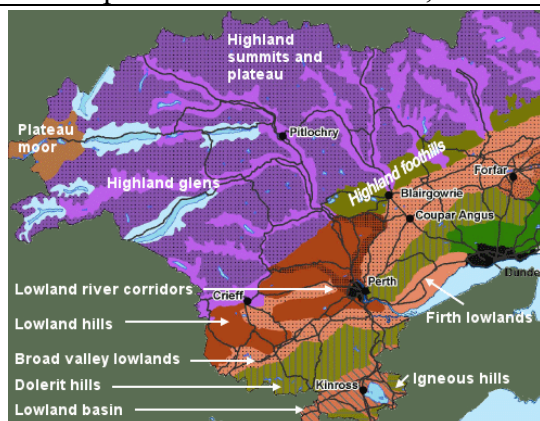 Highland
summits and
plateau
Plateau
moor
Pitlochry
Highland glens
Highland foothills
Forfar
Blairgowrie
Coupar Angus
Dunde
Lowland river corridors
Perth
Crieff
Firth lowlands
Lowland hills
Broad valley lowlands
Dolerit hills
Kinross
Igneous hills
Lowland basin